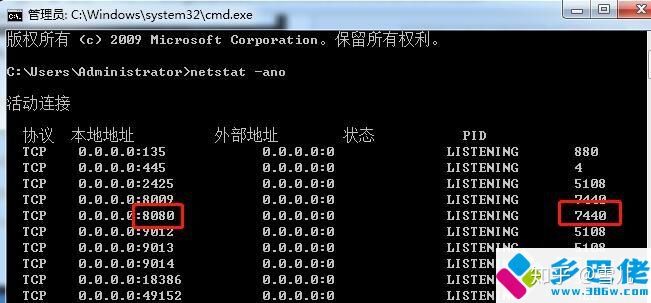 管理员: C:\Windows\system32\cmd.exe
版权所有 (c) 2009 Microsoft Corporation。保留所有权利。
C:\Users\Administrator>netstat -ano
活动连接
协议 本地地址 外部地址 状态 PID
TCP 0.0.0.0:135 0.0.0.0:0 LISTENING 880
TCP 0.0.0.0:445 0.0.0.0:0 LISTENING 4
TCP 0.0.0.0:2425 0.0.0.0:0 LISTENING 5108
TCP 0.0.0.0:8009 0.0.0.0:0 LISTENING 7440
TCP 0.0.0.0:8080 0.0.0.0:0 LISTENING 7440
TCP 0.0.0.0:9012 0.0.0.0:0 LISTENING 5108
TCP 0.0.0.0:9013 0.0.0.0:0 LISTENING 5108
TCP 0.0.0.0:9014 0.0.0.0:0 LISTENING
TCP 0.0.0.0:18386 0.0.0.0:0 LISTENING
TCP 0.0.0.0:49152 0.0.0.0:0 LISTENING
乡巴佬
www.306w.com
知乎